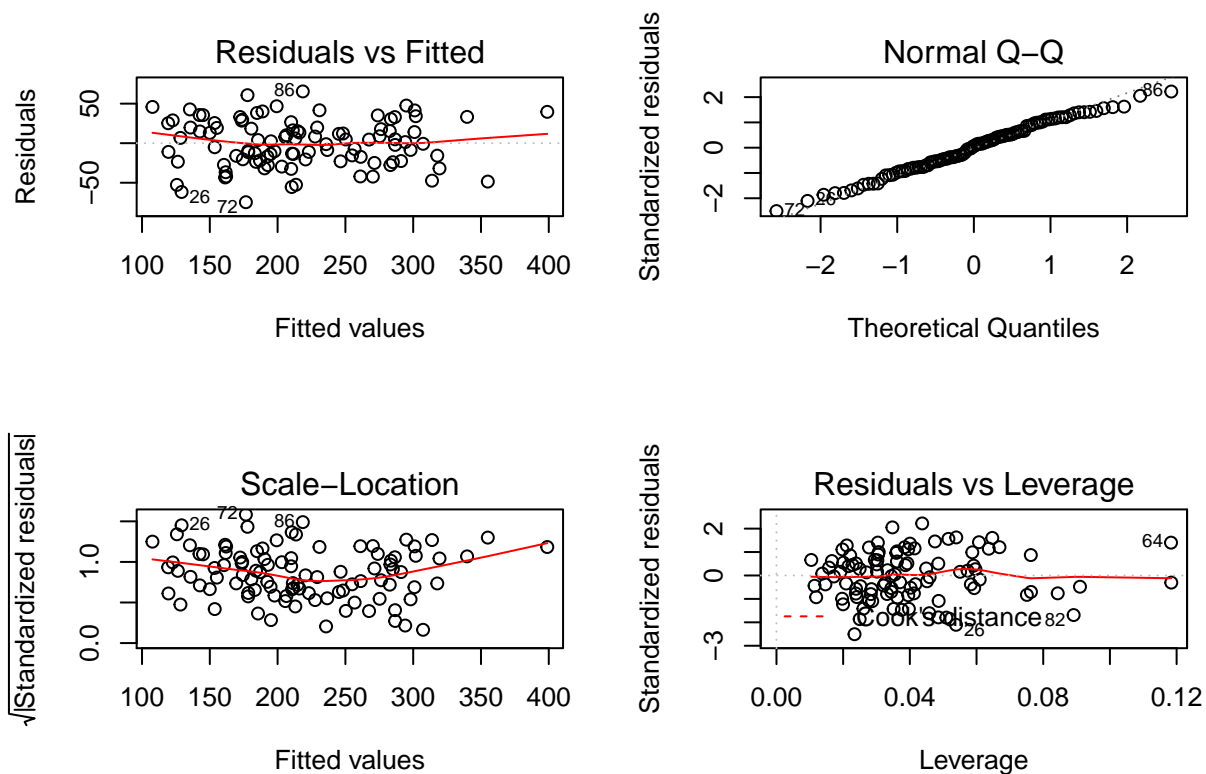 Residuals vs Fitted
Residuals
50
−50
86
26
72
100 150 200 250 300 350 400
Fitted values
Normal Q−Q
Standardized residuals
2
0
−2
86
72
26
−2 −1 0 1 2
Theoretical Quantiles
Scale−Location
√|Standardized residuals|
1.0
0.0
72
26
86
100 150 200 250 300 350 400
Fitted values
Residuals vs Leverage
Standardized residuals
2
0
−3
64
Cook's distance
82
26
0.00 0.04 0.08 0.12
Leverage